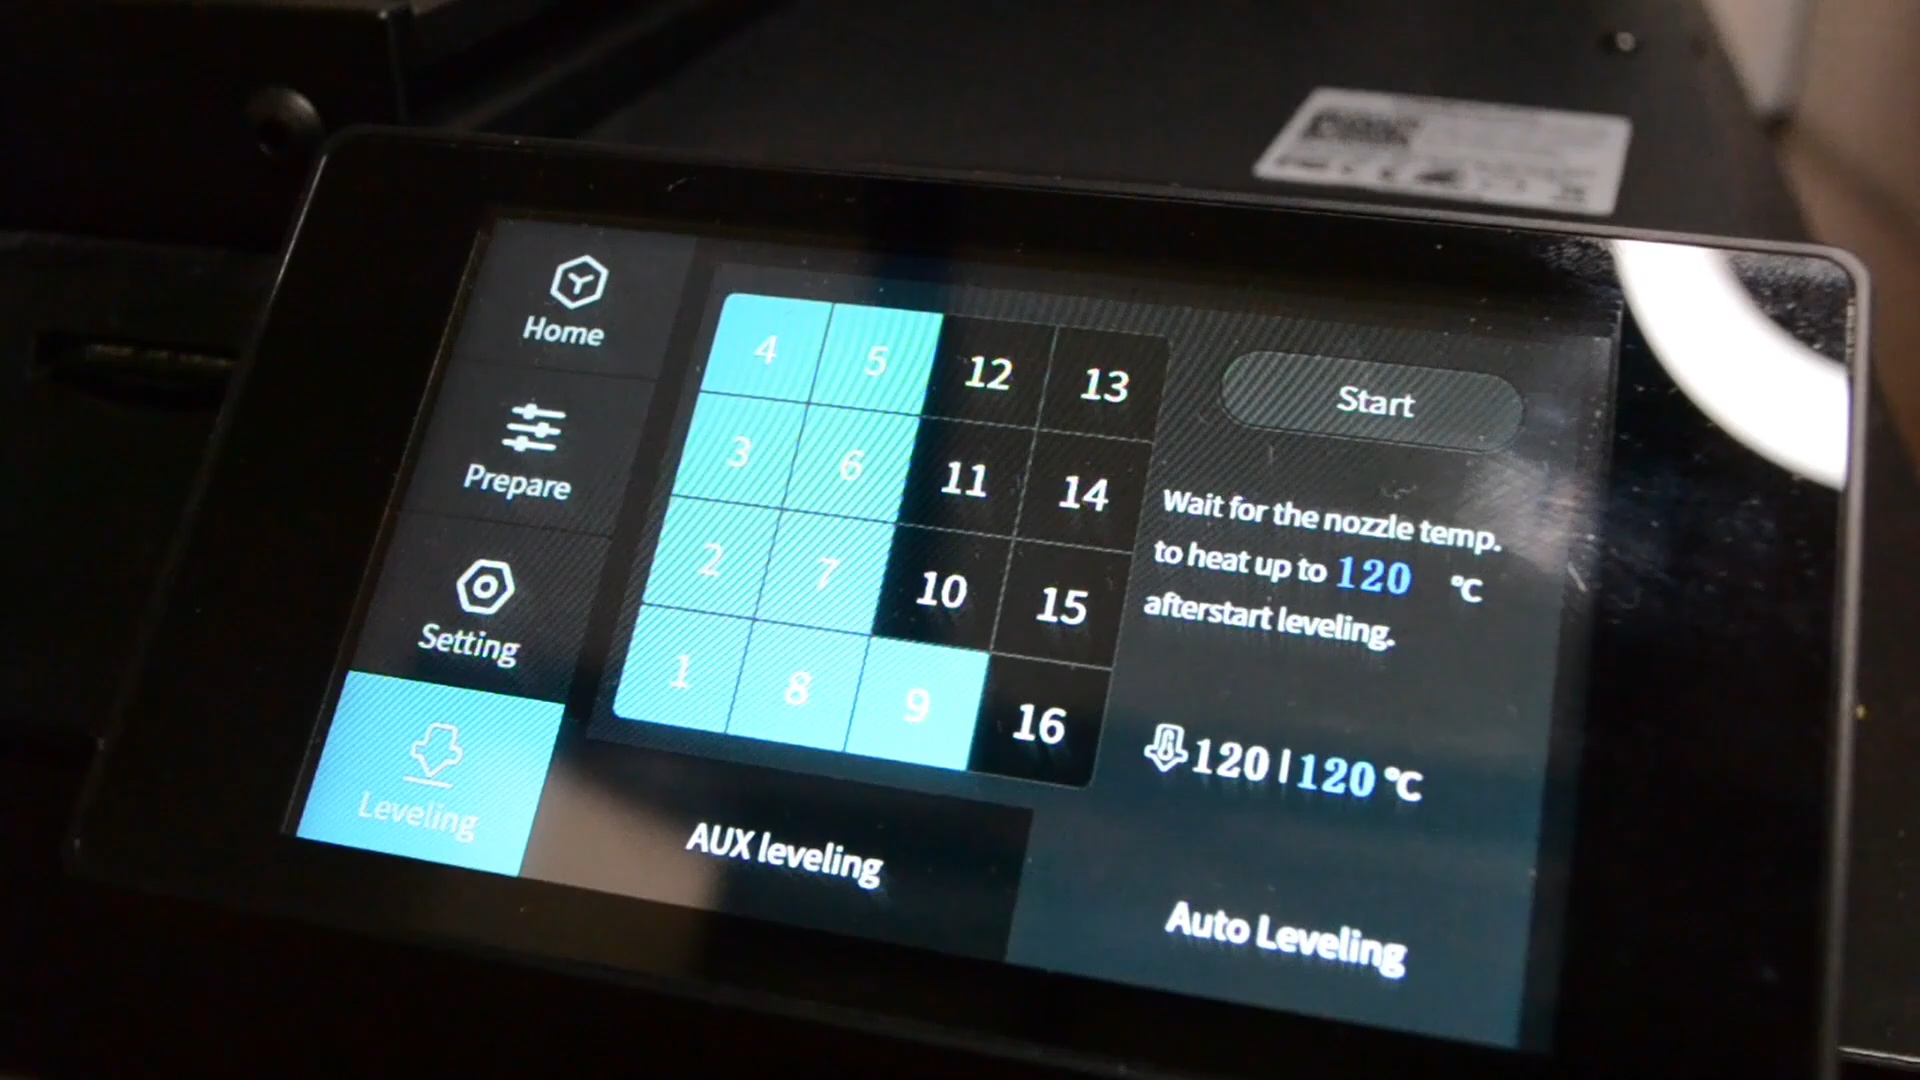 Home
Prepare
Setting
Leveling
4 5 12 13
3 6 11 14
2 7 10 15
1 8 9 16
Start
Wait for the nozzle temp.
to heat up to 120 ℃
afterstart leveling.
120 | 120 ℃
AUX leveling
Auto Leveling